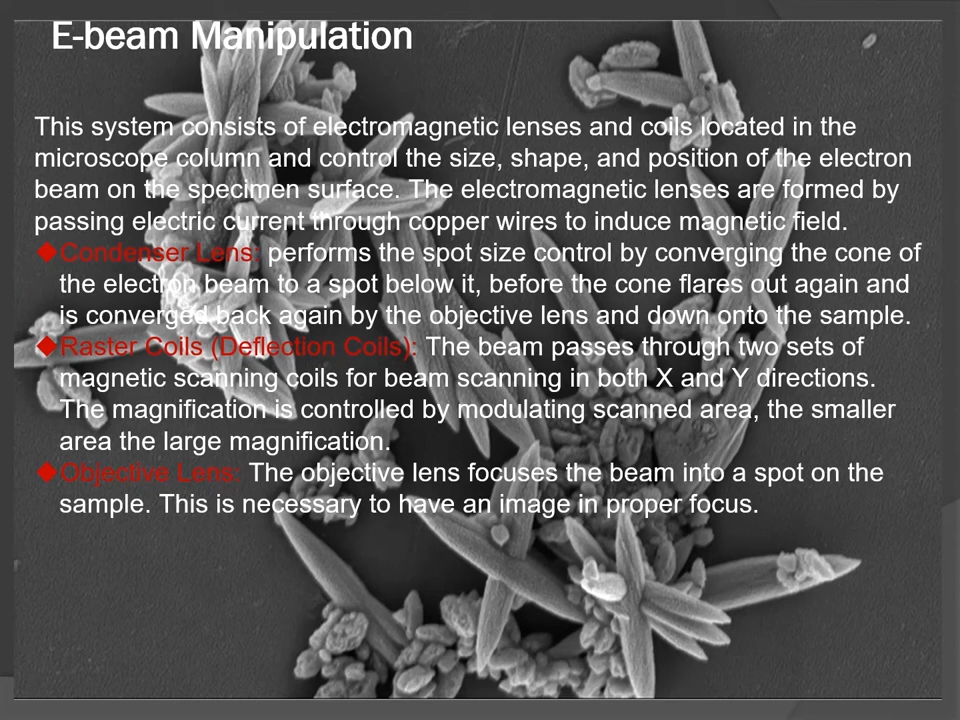 E-beam Manipulation
This system consists of electromagnetic lenses and coils located in the
microscope column and control the size, shape, and position of the electron
beam on the specimen surface. The electromagnetic lenses are formed by
passing electric current through copper wires to induce magnetic field.
◆Condenser Lens: performs the spot size control by converging the cone of
the electron beam to a spot below it, before the cone flares out again and
is converged back again by the objective lens and down onto the sample.
◆Raster Coils (Deflection Coils): The beam passes through two sets of
magnetic scanning coils for beam scanning in both X and Y directions.
The magnification is controlled by modulating scanned area, the smaller
area the large magnification.
◆Objective Lens: The objective lens focuses the beam into a spot on the
sample. This is necessary to have an image in proper focus.